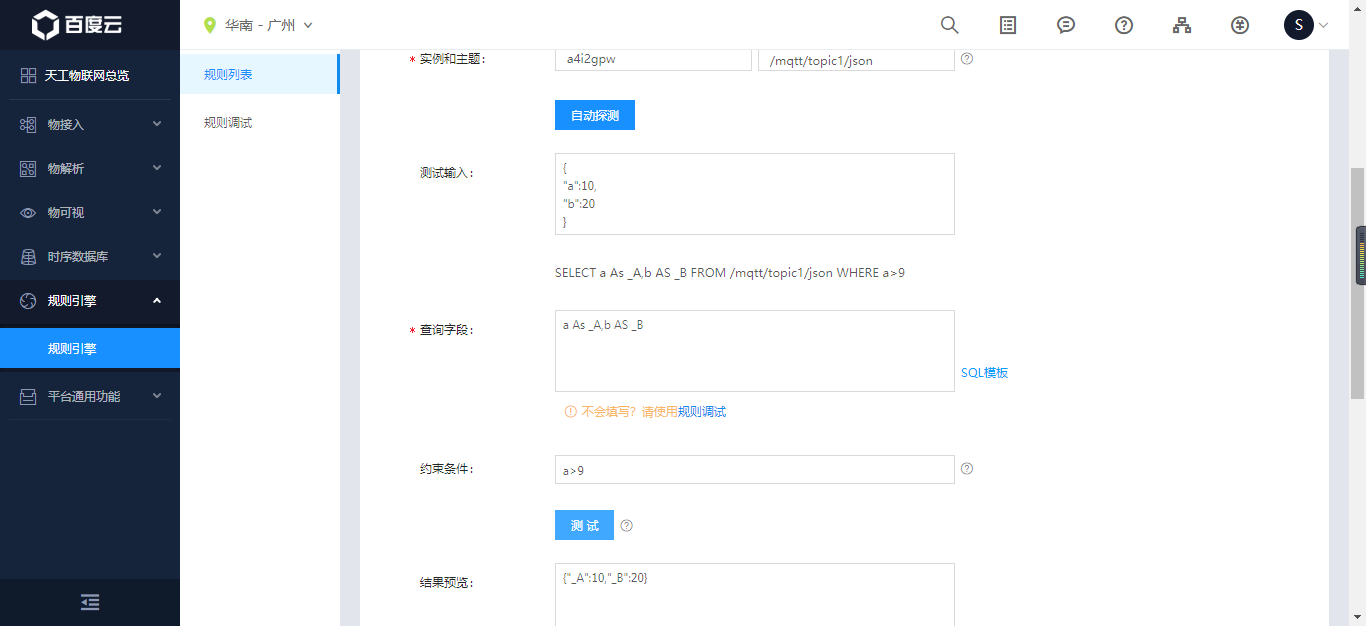 百度云
华南 - 广州
S
天工物联网总览
物接入
物解析
物可视
时序数据库
规则引擎
规则引擎
平台通用功能
规则列表
规则调试
* 实例和主题:
a4i2gpw
/mqtt/topic1/json
自动探测
测试输入:
{
"a":10,
"b":20
}
SELECT a As _A,b AS _B FROM /mqtt/topic1/json WHERE a>9
* 查询字段:
a As _A,b AS _B
SQL模板
不会填写? 请使用规则调试
约束条件:
a>9
测 试
结果预览:
{"_A":10,"_B":20}